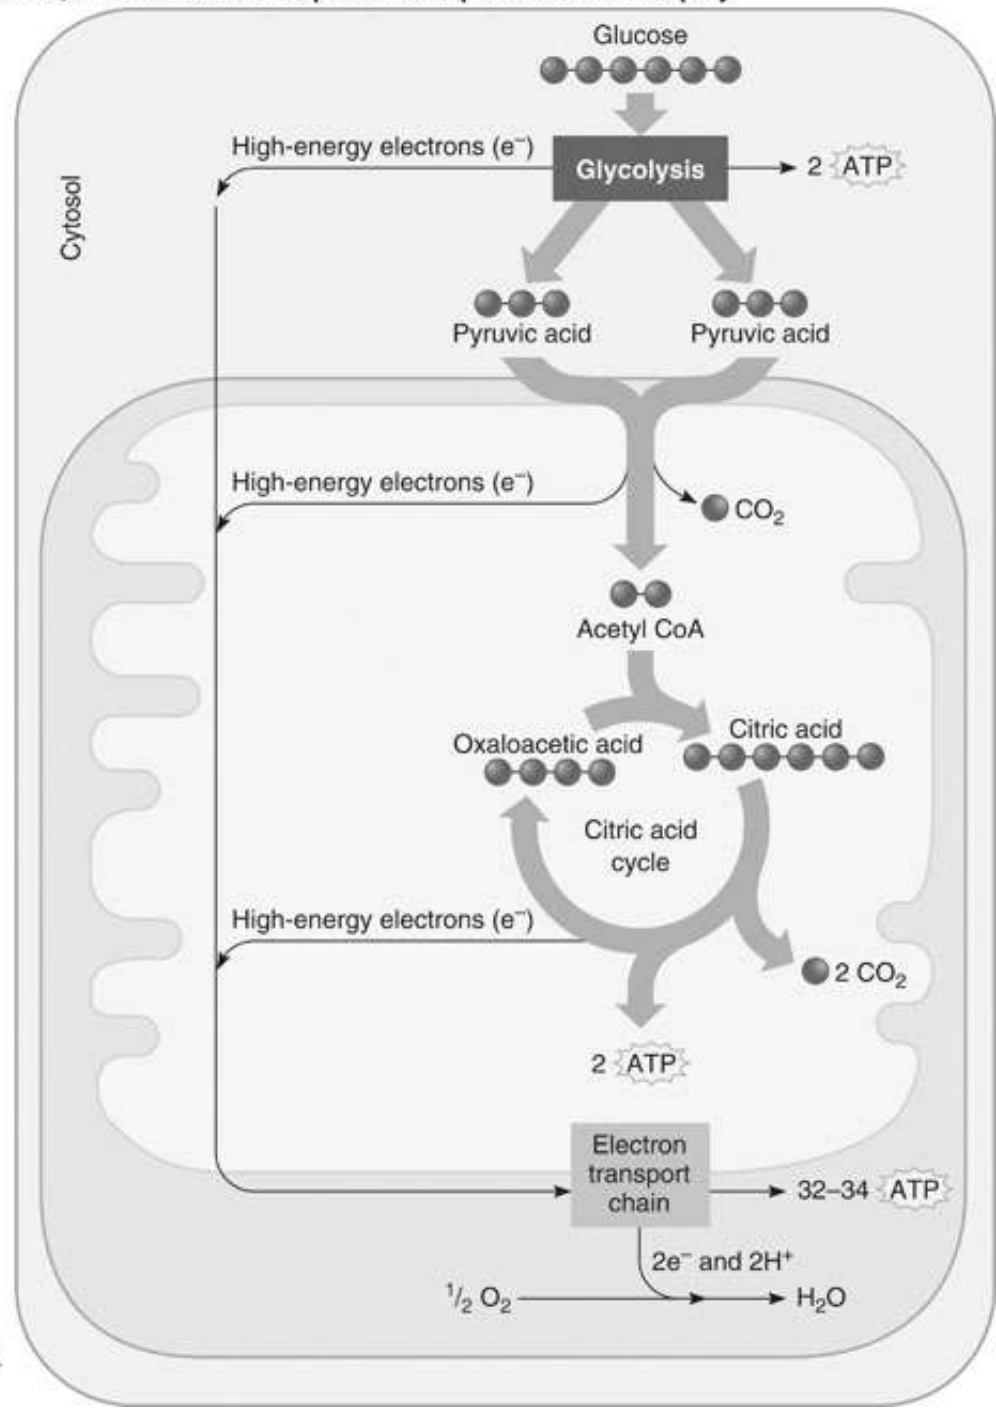 Glucose
High-energy electrons (e⁻)
Glycolysis
2 ATP
Cytosol
Pyruvic acid
Pyruvic acid
High-energy electrons (e⁻)
CO₂
Acetyl CoA
Oxaloacetic acid
Citric acid
Citric acid
cycle
High-energy electrons (e⁻)
2 CO₂
2 ATP
Electron
transport
chain
32–34 ATP
2e⁻ and 2H⁺
½ O₂
H₂O